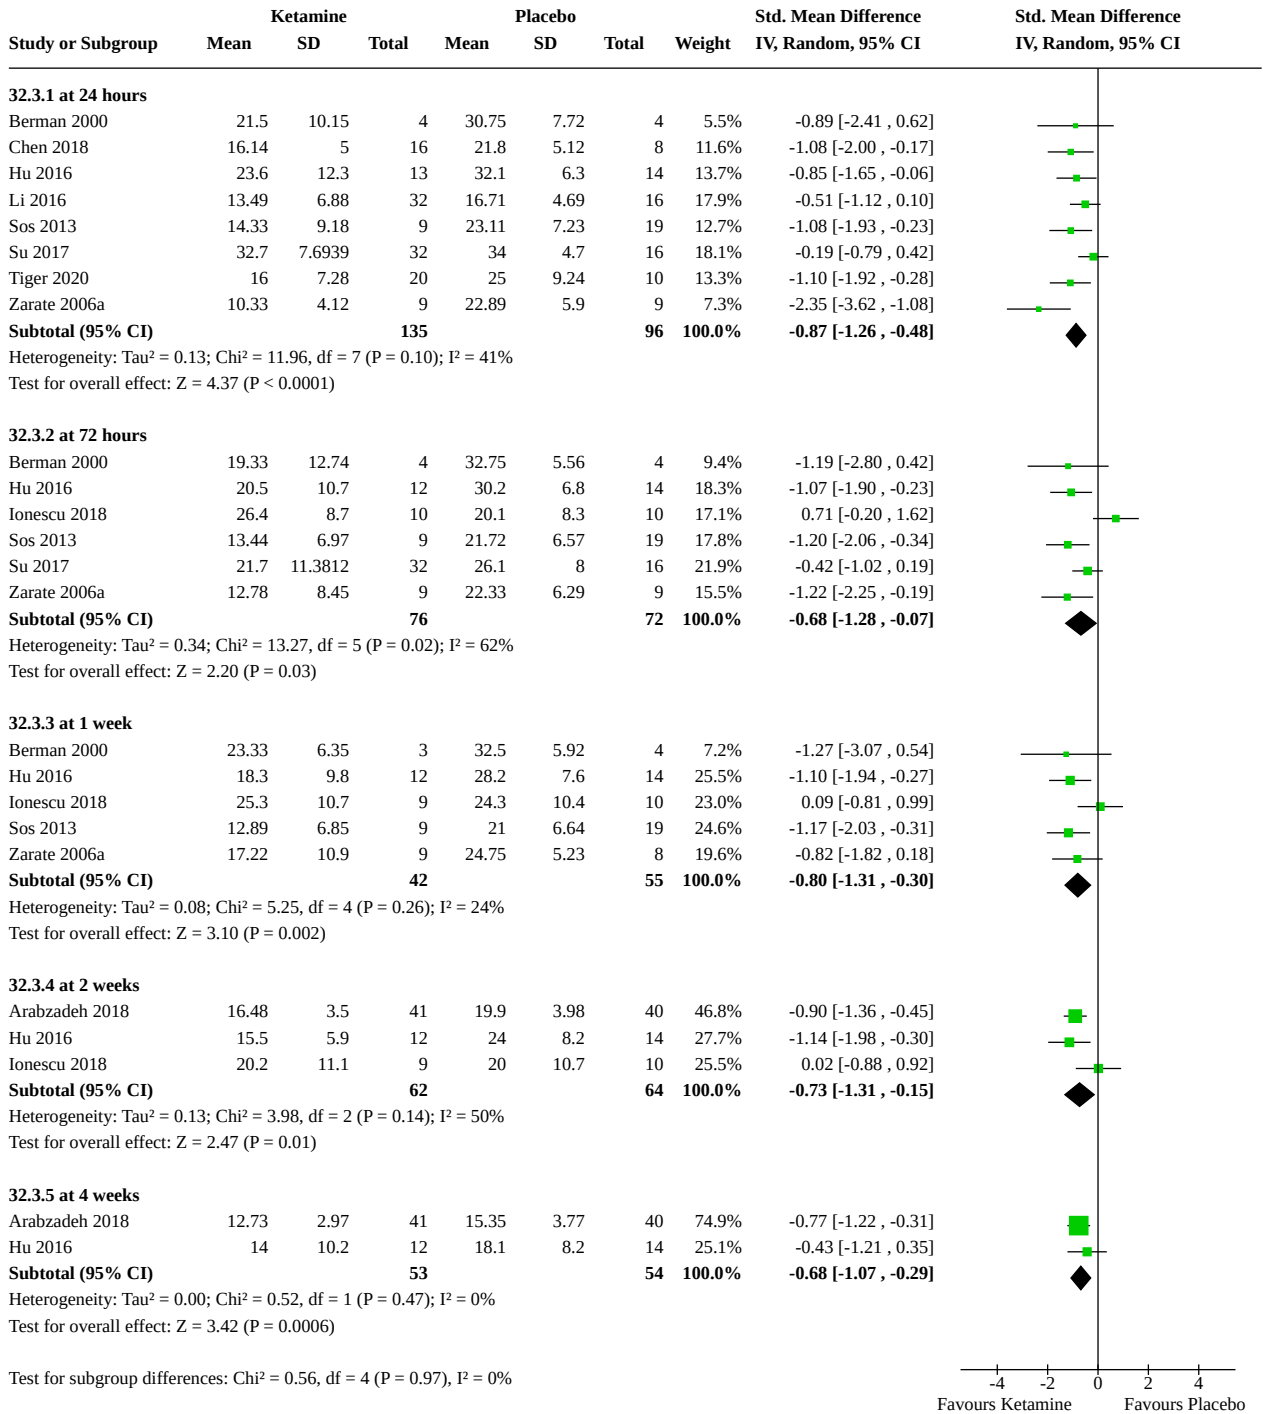 Ketamine Placebo Std. Mean Difference Std. Mean Difference
Study or Subgroup Mean SD Total Mean SD Total Weight IV, Random, 95% CI IV, Random, 95% CI
32.3.1 at 24 hours
Berman 2000 21.5 10.15 4 30.75 7.72 4 5.5% -0.89 [-2.41 , 0.62]
Chen 2018 16.14 5 16 21.8 5.12 8 11.6% -1.08 [-2.00 , -0.17]
Hu 2016 23.6 12.3 13 32.1 6.3 14 13.7% -0.85 [-1.65 , -0.06]
Li 2016 13.49 6.88 32 16.71 4.69 16 17.9% -0.51 [-1.12 , 0.10]
Sos 2013 14.33 9.18 9 23.11 7.23 19 12.7% -1.08 [-1.93 , -0.23]
Su 2017 32.7 7.6939 32 34 4.7 16 18.1% -0.19 [-0.79 , 0.42]
Tiger 2020 16 7.28 20 25 9.24 10 13.3% -1.10 [-1.92 , -0.28]
Zarate 2006a 10.33 4.12 9 22.89 5.9 9 7.3% -2.35 [-3.62 , -1.08]
Subtotal (95% CI) 135 96 100.0% -0.87 [-1.26 , -0.48]
Heterogeneity: Tau² = 0.13; Chi² = 11.96, df = 7 (P = 0.10); I² = 41%
Test for overall effect: Z = 4.37 (P < 0.0001)
32.3.2 at 72 hours
Berman 2000 19.33 12.74 4 32.75 5.56 4 9.4% -1.19 [-2.80 , 0.42]
Hu 2016 20.5 10.7 12 30.2 6.8 14 18.3% -1.07 [-1.90 , -0.23]
Ionescu 2018 26.4 8.7 10 20.1 8.3 10 17.1% 0.71 [-0.20 , 1.62]
Sos 2013 13.44 6.97 9 21.72 6.57 19 17.8% -1.20 [-2.06 , -0.34]
Su 2017 21.7 11.3812 32 26.1 8 16 21.9% -0.42 [-1.02 , 0.19]
Zarate 2006a 12.78 8.45 9 22.33 6.29 9 15.5% -1.22 [-2.25 , -0.19]
Subtotal (95% CI) 76 72 100.0% -0.68 [-1.28 , -0.07]
Heterogeneity: Tau² = 0.34; Chi² = 13.27, df = 5 (P = 0.02); I² = 62%
Test for overall effect: Z = 2.20 (P = 0.03)
32.3.3 at 1 week
Berman 2000 23.33 6.35 3 32.5 5.92 4 7.2% -1.27 [-3.07 , 0.54]
Hu 2016 18.3 9.8 12 28.2 7.6 14 25.5% -1.10 [-1.94 , -0.27]
Ionescu 2018 25.3 10.7 9 24.3 10.4 10 23.0% 0.09 [-0.81 , 0.99]
Sos 2013 12.89 6.85 9 21 6.64 19 24.6% -1.17 [-2.03 , -0.31]
Zarate 2006a 17.22 10.9 9 24.75 5.23 8 19.6% -0.82 [-1.82 , 0.18]
Subtotal (95% CI) 42 55 100.0% -0.80 [-1.31 , -0.30]
Heterogeneity: Tau² = 0.08; Chi² = 5.25, df = 4 (P = 0.26); I² = 24%
Test for overall effect: Z = 3.10 (P = 0.002)
32.3.4 at 2 weeks
Arabzadeh 2018 16.48 3.5 41 19.9 3.98 40 46.8% -0.90 [-1.36 , -0.45]
Hu 2016 15.5 5.9 12 24 8.2 14 27.7% -1.14 [-1.98 , -0.30]
Ionescu 2018 20.2 11.1 9 20 10.7 10 25.5% 0.02 [-0.88 , 0.92]
Subtotal (95% CI) 62 64 100.0% -0.73 [-1.31 , -0.15]
Heterogeneity: Tau² = 0.13; Chi² = 3.98, df = 2 (P = 0.14); I² = 50%
Test for overall effect: Z = 2.47 (P = 0.01)
32.3.5 at 4 weeks
Arabzadeh 2018 12.73 2.97 41 15.35 3.77 40 74.9% -0.77 [-1.22 , -0.31]
Hu 2016 14 10.2 12 18.1 8.2 14 25.1% -0.43 [-1.21 , 0.35]
Subtotal (95% CI) 53 54 100.0% -0.68 [-1.07 , -0.29]
Heterogeneity: Tau² = 0.00; Chi² = 0.52, df = 1 (P = 0.47); I² = 0%
Test for overall effect: Z = 3.42 (P = 0.0006)
Test for subgroup differences: Chi² = 0.56, df = 4 (P = 0.97), I² = 0%
-4 -2 0 2 4
Favours Ketamine Favours Placebo